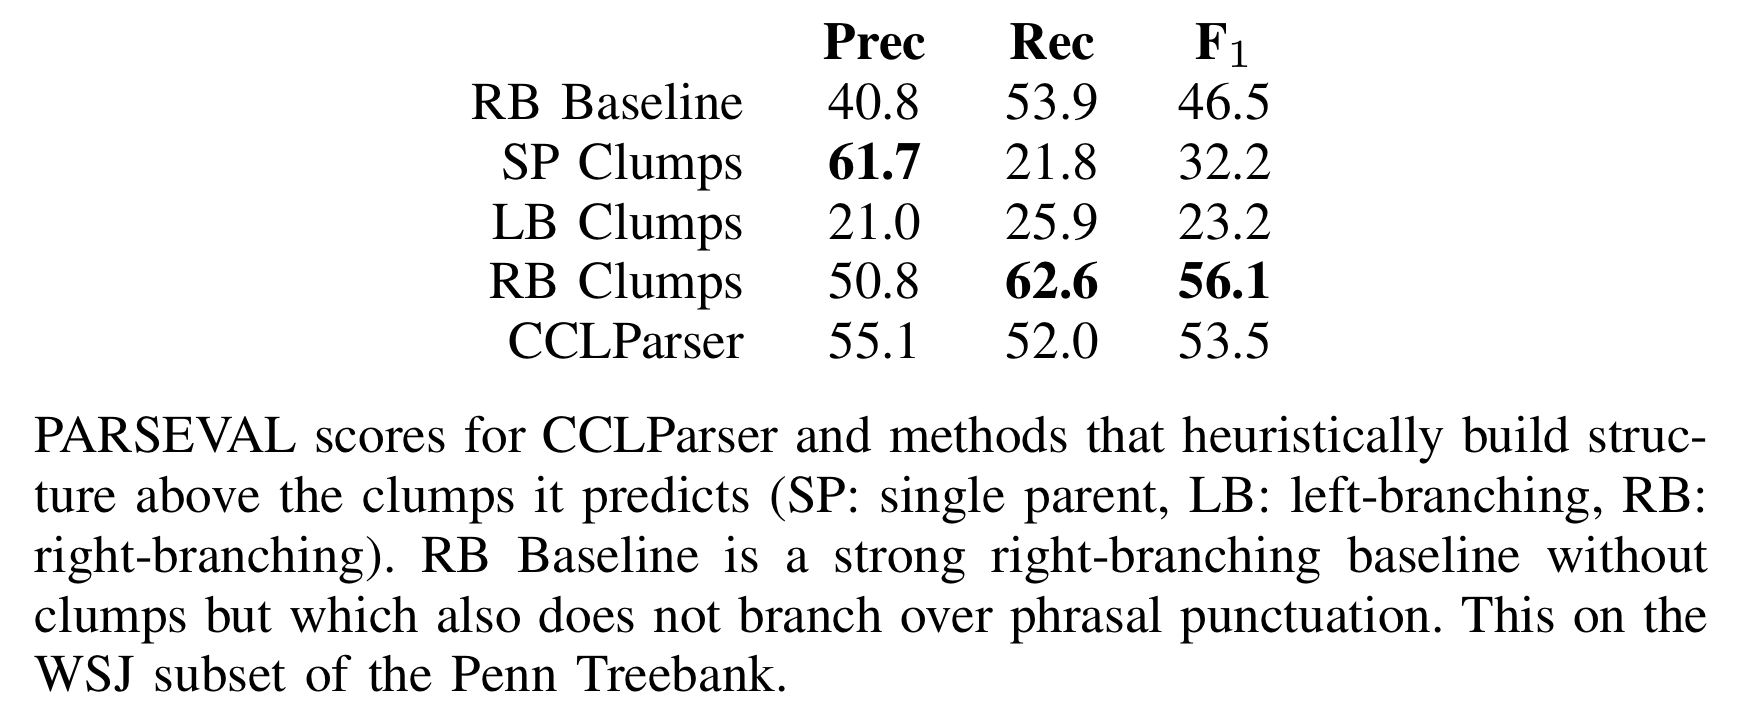 Prec Rec F1
RB Baseline 40.8 53.9 46.5
SP Clumps 61.7 21.8 32.2
LB Clumps 21.0 25.9 23.2
RB Clumps 50.8 62.6 56.1
CCLParser 55.1 52.0 53.5
PARSEVAL scores for CCLParser and methods that heuristically build struc-
ture above the clumps it predicts (SP: single parent, LB: left-branching, RB:
right-branching). RB Baseline is a strong right-branching baseline without
clumps but which also does not branch over phrasal punctuation. This on the
WSJ subset of the Penn Treebank.